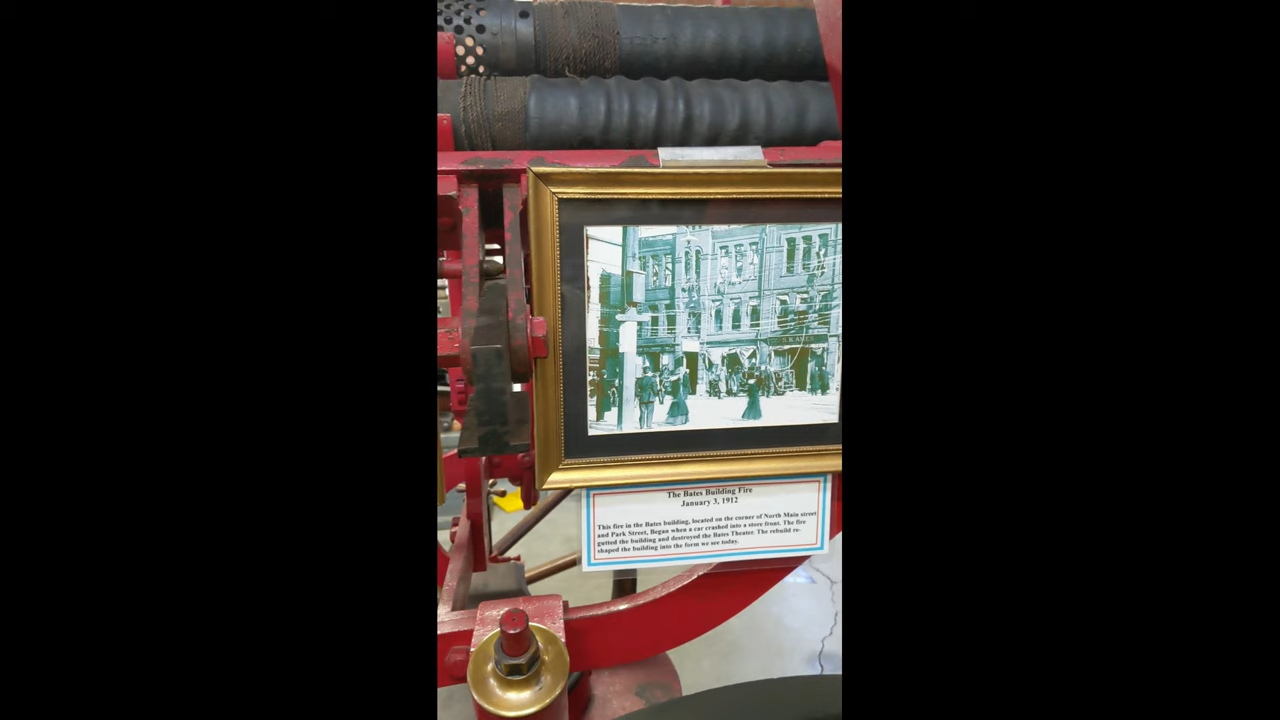 S.K.AMES
The Bates Building Fire
January 3, 1912
This fire in the Bates building, located on the corner of North Main street
and Park Street, Began when a car crashed into a store front. The fire
gutted the building and destroyed the Bates Theater. The rebuild re-
shaped the building into the form we see today.